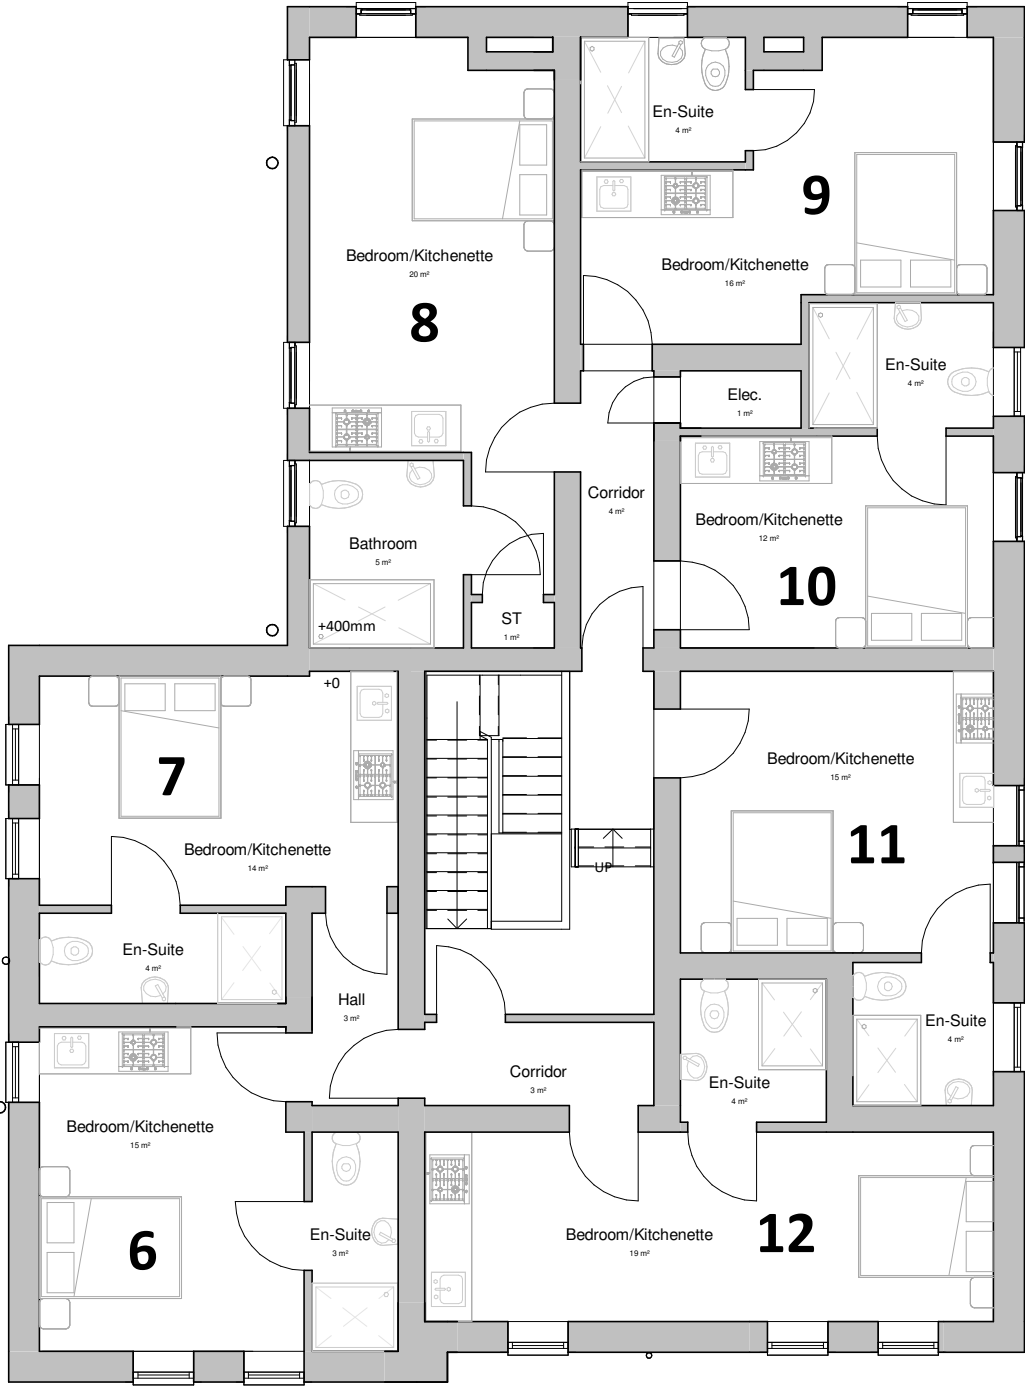 En-Suite
4 m²
9
Bedroom/Kitchenette
20 m²
Bedroom/Kitchenette
16 m²
8
En-Suite
4 m²
Elec.
1 m²
Corridor
4 m²
Bedroom/Kitchenette
12 m²
Bathroom
5 m²
10
ST
1 m²
+400mm
+0
7
Bedroom/Kitchenette
15 m²
11
Bedroom/Kitchenette
14 m²
UP
En-Suite
4 m²
Hall
3 m²
En-Suite
4 m²
Corridor
3 m²
En-Suite
4 m²
Bedroom/Kitchenette
15 m²
6
En-Suite
3 m²
Bedroom/Kitchenette
19 m²
12